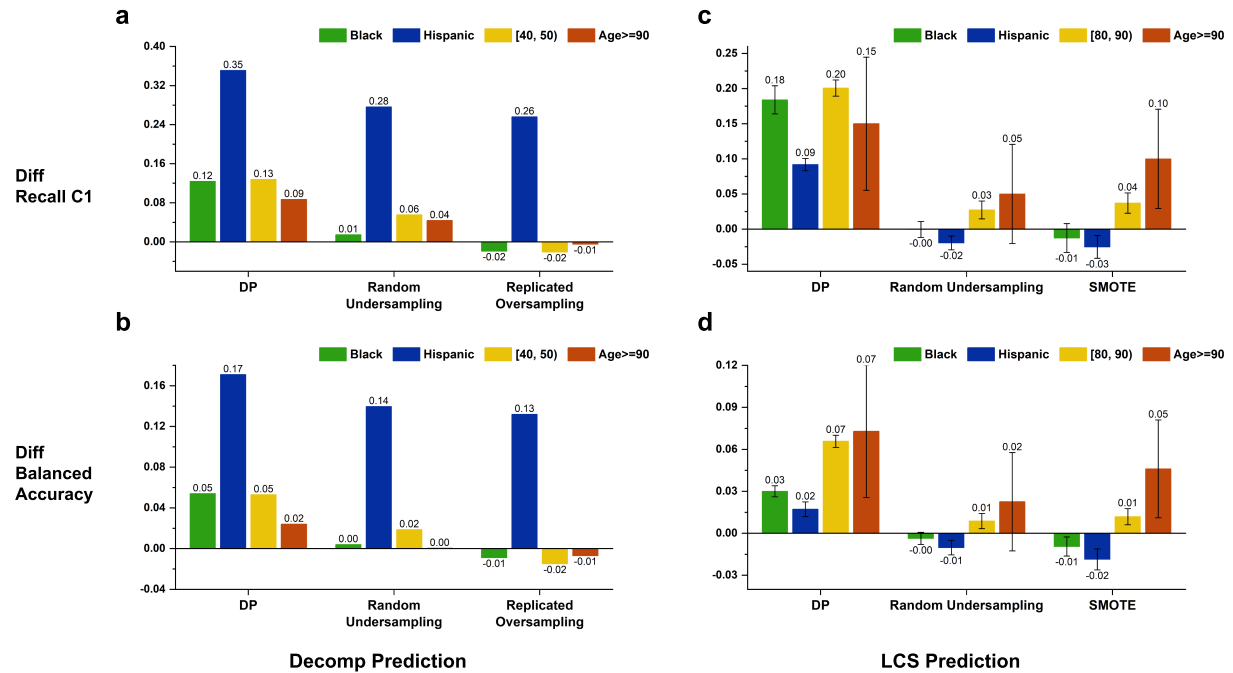 a
Black Hispanic [40, 50) Age>=90
0.40
0.32
0.24
0.16
0.08
0.00
0.12 0.35 0.13 0.09
0.01 0.28 0.06 0.04
-0.02 0.26 -0.02 -0.01
DP Random Undersampling Replicated Oversampling
Diff
Recall C1
c
Black Hispanic [80, 90) Age>=90
0.25
0.20
0.15
0.10
0.05
0.00
-0.05
0.18 0.09 0.20 0.15
-0.00 -0.02 0.03 0.05
-0.01 -0.03 0.04 0.10
DP Random Undersampling SMOTE
b
Black Hispanic [40, 50) Age>=90
0.16
0.12
0.08
0.04
0.00
-0.04
0.05 0.17 0.05 0.02
0.00 0.14 0.02 0.00
-0.01 0.13 -0.02 -0.01
DP Random Undersampling Replicated Oversampling
Diff
Balanced
Accuracy
d
Black Hispanic [80, 90) Age>=90
0.12
0.09
0.06
0.03
0.00
-0.03
0.03 0.02 0.07 0.07
-0.00 -0.01 0.01 0.02
-0.01 -0.02 0.01 0.05
DP Random Undersampling SMOTE
Decomp Prediction
LCS Prediction